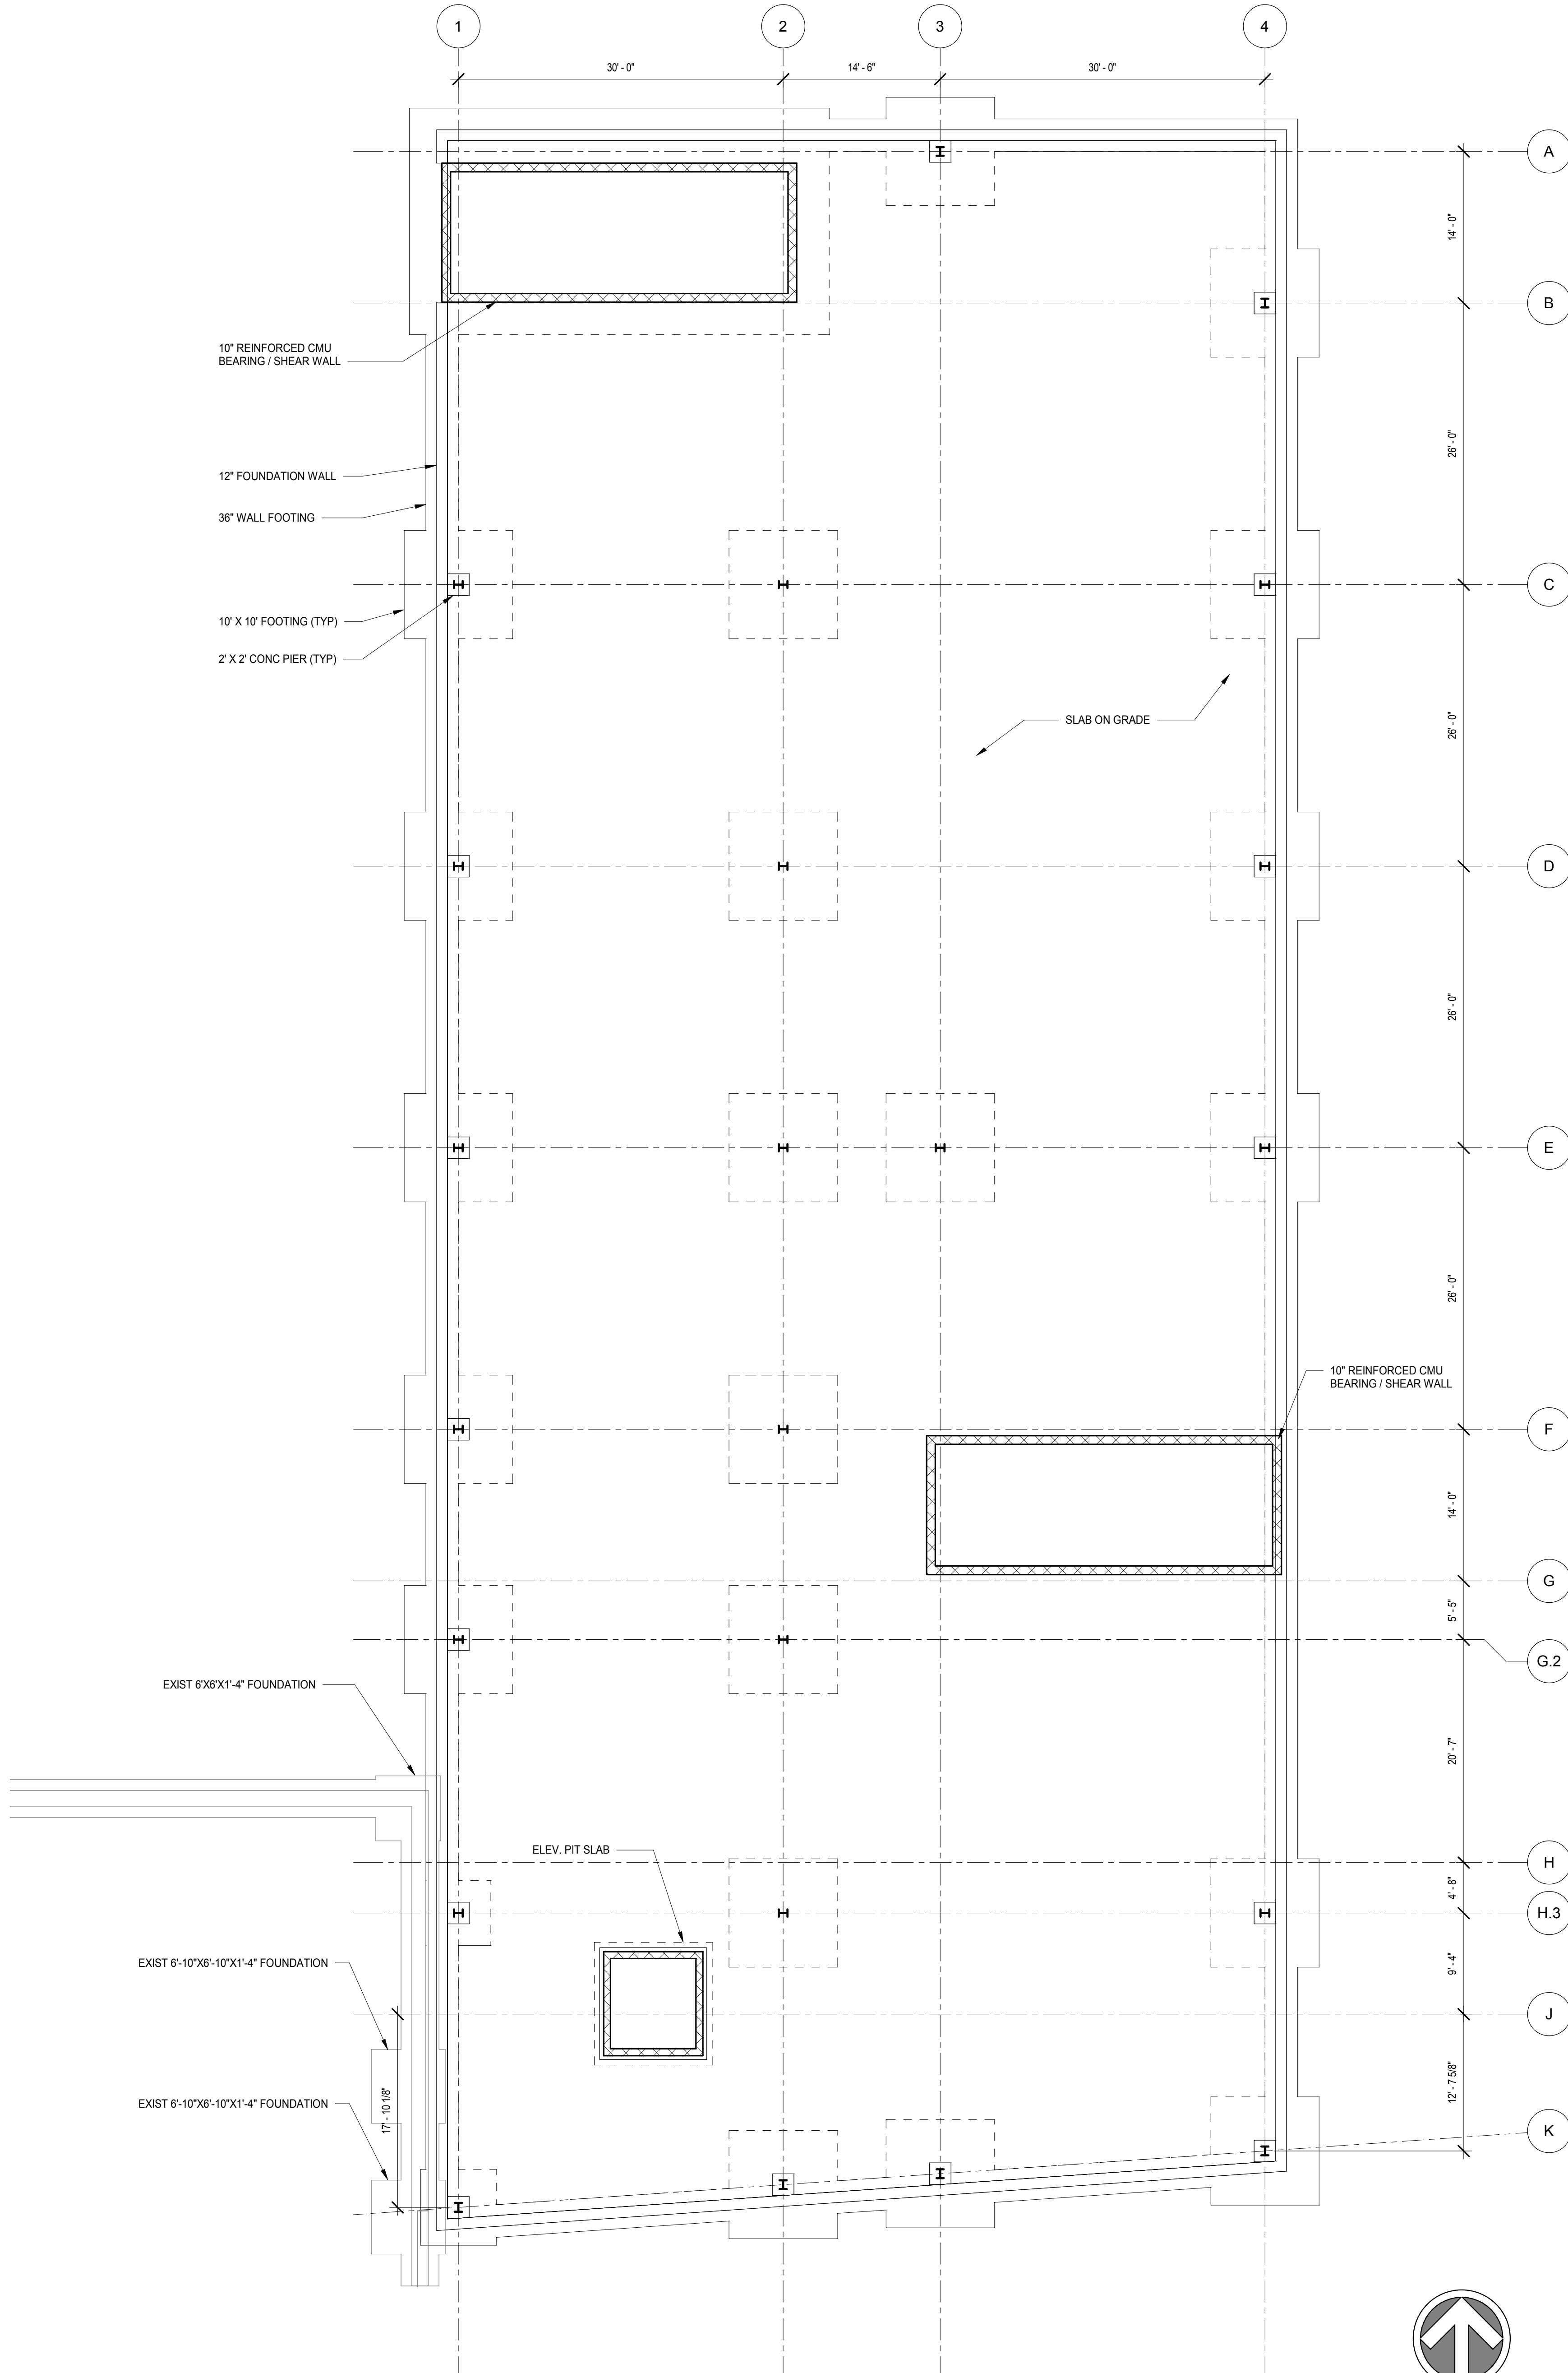 1
2
3
4
30' - 0"
14' - 6"
30' - 0"
A
14' - 0"
B
10" REINFORCED CMU
BEARING / SHEAR WALL
26' - 0"
12" FOUNDATION WALL
36" WALL FOOTING
C
10' X 10' FOOTING (TYP)
2' X 2' CONC PIER (TYP)
SLAB ON GRADE
26' - 0"
D
26' - 0"
E
26' - 0"
10" REINFORCED CMU
BEARING / SHEAR WALL
F
14' - 0"
G
5' - 5"
G.2
EXIST 6'X6'X1'-4" FOUNDATION
20' - 7"
ELEV. PIT SLAB
H
4' - 8"
H.3
EXIST 6'-10"X6'-10"X1'-4" FOUNDATION
9' - 4"
J
EXIST 6'-10"X6'-10"X1'-4" FOUNDATION
17' - 10 1/8"
12' - 7 5/8"
K